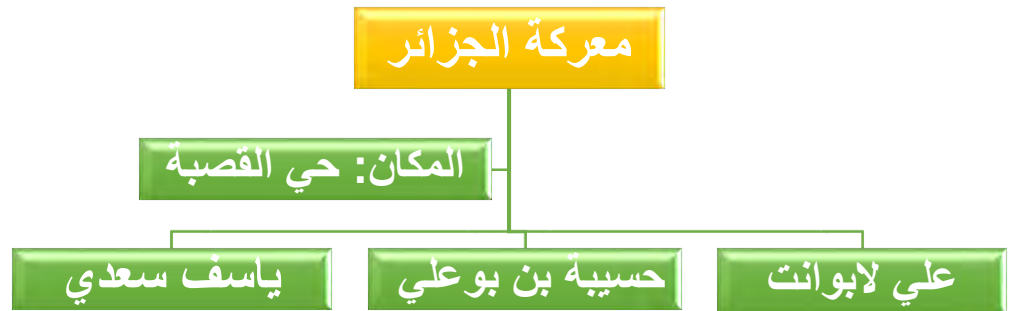 معركة الجزائر
المكان: حي القصبة
علي لابوانت
حسيبة بن بوعلي
ياسف سعدي